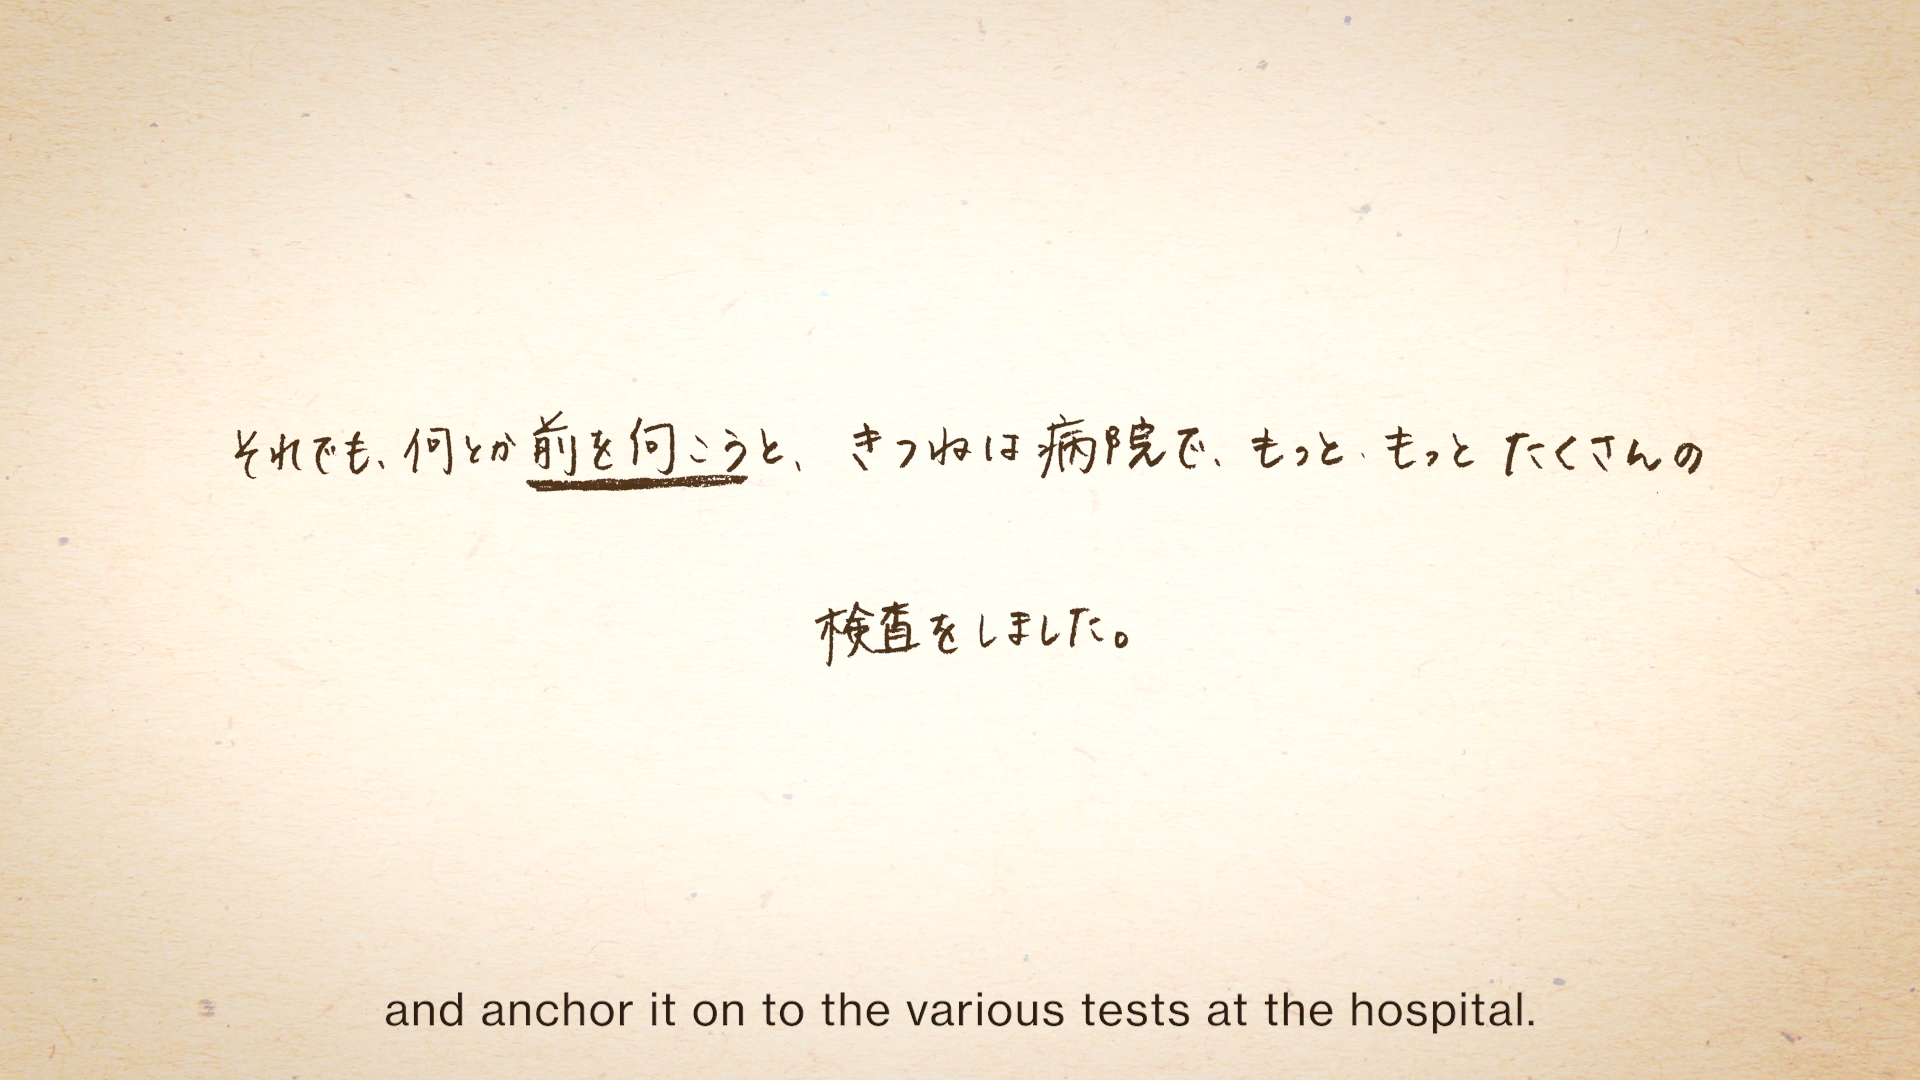 それでも、何とか前を何こうと、きつねは病院で、もっと、もっとたくさんの
検査をしました。
and anchor it on to the various tests at the hospital.